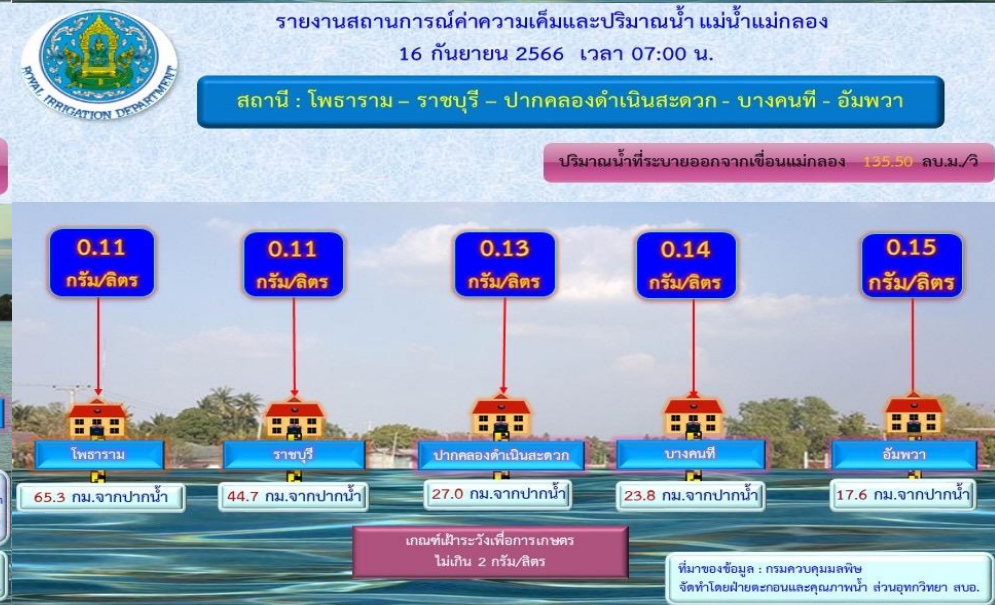 รายงานสถานการณ์ค่าความเค็มและปริมาณน้ำ แม่น้ำแม่กลอง
16 กันยายน 2566 เวลา 07:00 น.
ROYAL IRRIGATION DEPARTMENT
สถานี : โพธาราม – ราชบุรี – ปากคลองดำเนินสะดวก - บางคนที - อัมพวา
ปริมาณน้ำที่ระบายออกจากเขื่อนแม่กลอง 135.50 ลบ.ม./วิ
0.11
กรัม/ลิตร
0.11
กรัม/ลิตร
0.13
กรัม/ลิตร
0.14
กรัม/ลิตร
0.15
กรัม/ลิตร
โพธาราม
ราชบุรี
ปากคลองดำเนินสะดวก
บางคนที
อัมพวา
65.3 กม.จากปากน้ำ
44.7 กม.จากปากน้ำ
27.0 กม.จากปากน้ำ
23.8 กม.จากปากน้ำ
17.6 กม.จากปากน้ำ
เกณฑ์เฝ้าระวังเพื่อการเกษตร
ไม่เกิน 2 กรัม/ลิตร
ที่มาของข้อมูล : กรมควบคุมมลพิษ
จัดทำโดยฝ่ายตะกอนและคุณภาพน้ำ ส่วนอุทกวิทยา สบอ.